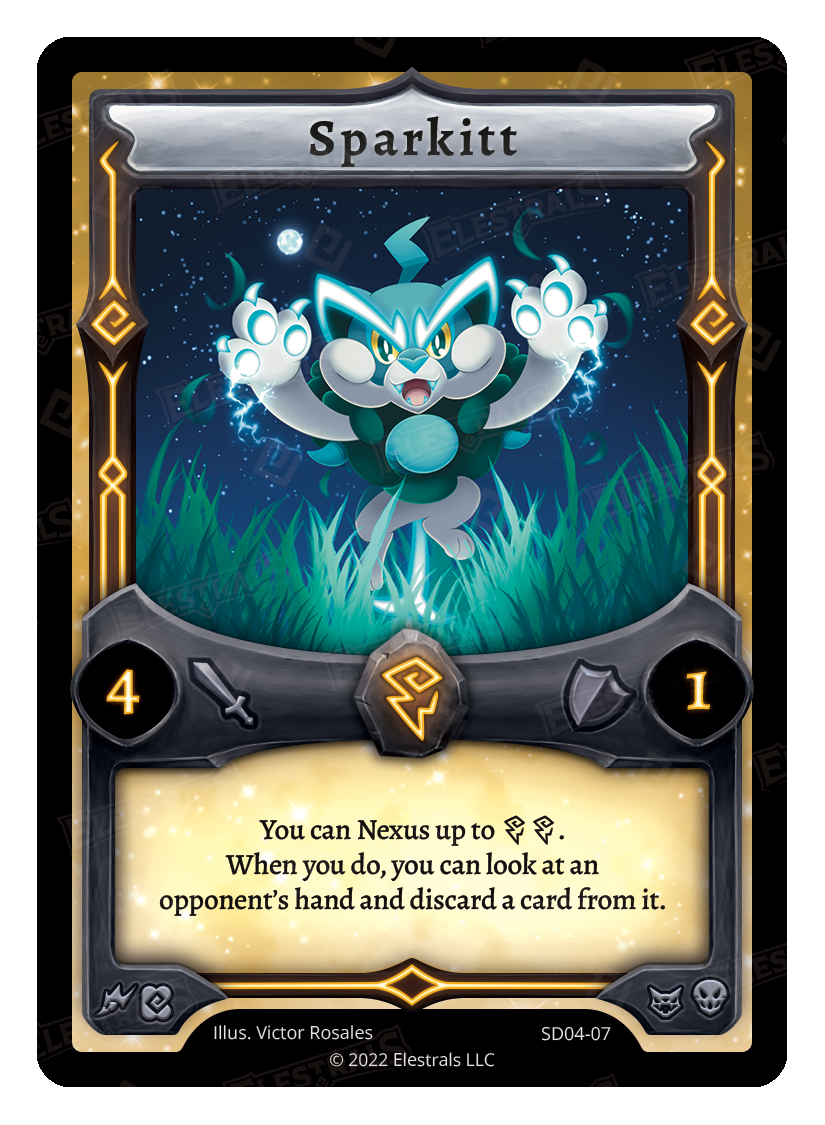 Sparkitt
4
1
You can Nexus up to .
When you do, you can look at an
opponent's hand and discard a card from it.
Illus. Victor Rosales
SD04-07
© 2022 Elestrals LLC
ELESTRALS